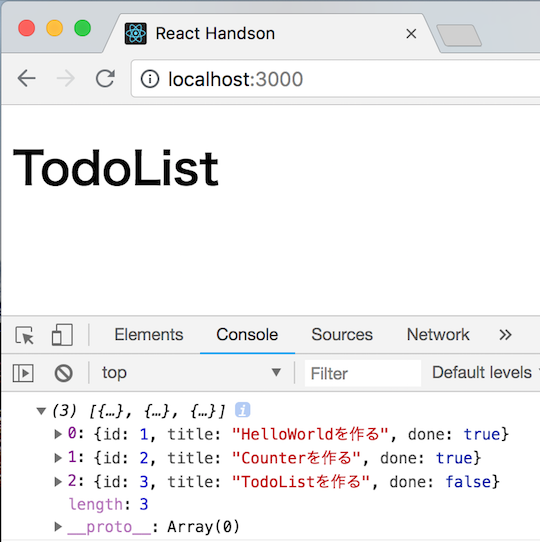 React Handson
localhost:3000
TodoList
Elements Console Sources Network
top Filter Default levels
(3) [{…}, {…}, {…}] i
0: {id: 1, title: "HelloWorldを作る", done: true}
1: {id: 2, title: "Counterを作る", done: true}
2: {id: 3, title: "TodoListを作る", done: false}
length: 3
__proto__: Array(0)